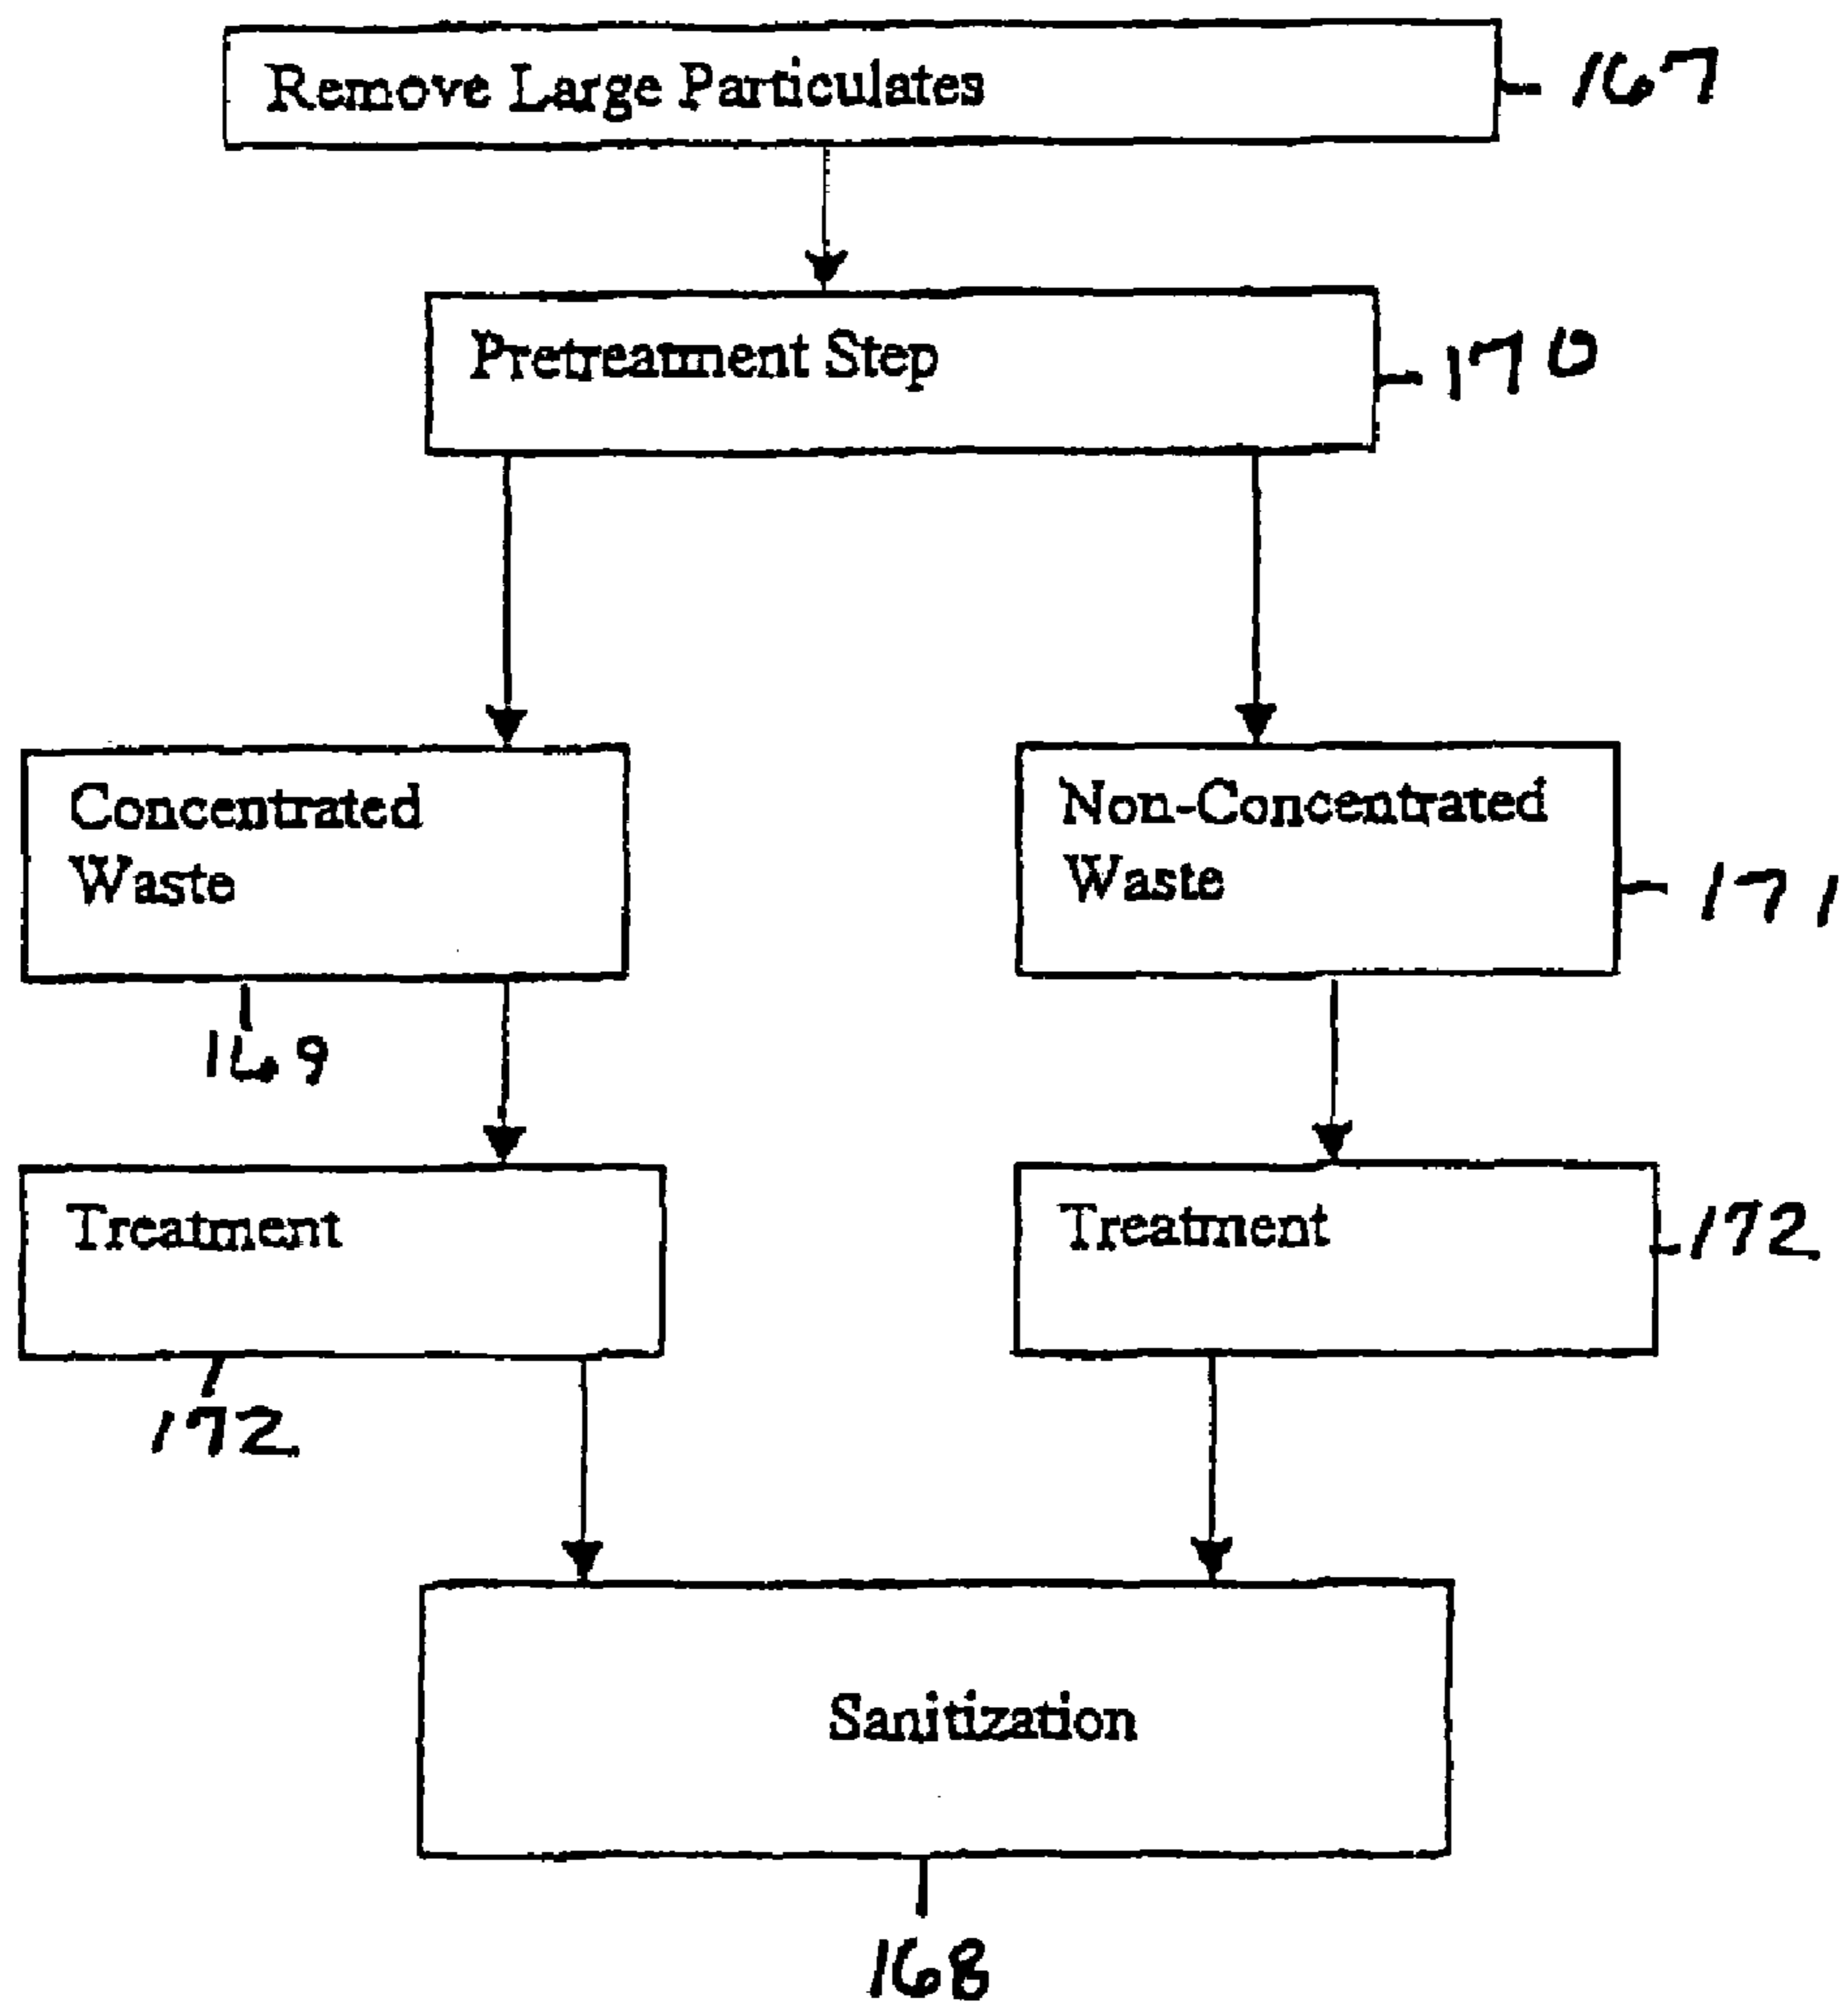 Remove Large Particulates
167
Pretreatment Step
170
Concentrated
Waste
169
Non-Concentrated
Waste
171
Treatment
172
Treatment
172
Sanitization
168